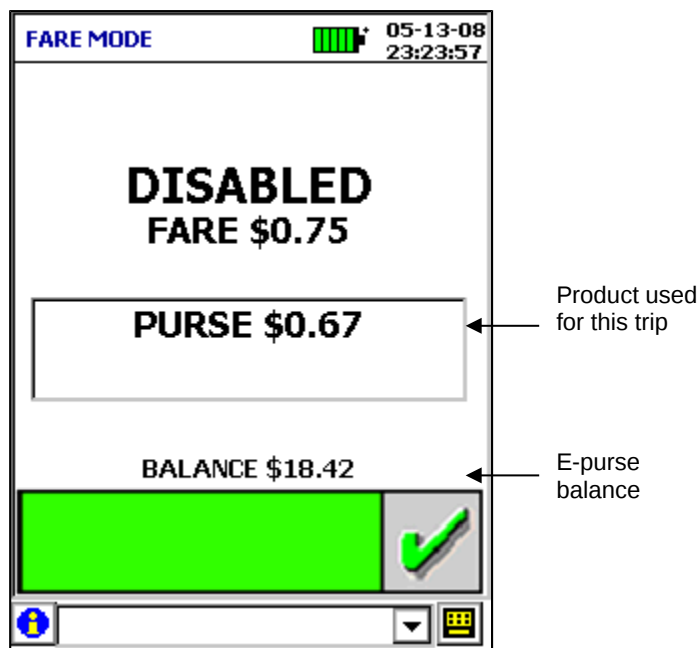 FARE MODE
05-13-08
23:23:57
DISABLED
FARE $0.75
PURSE $0.67
Product used
for this trip
BALANCE $18.42
E-purse
balance